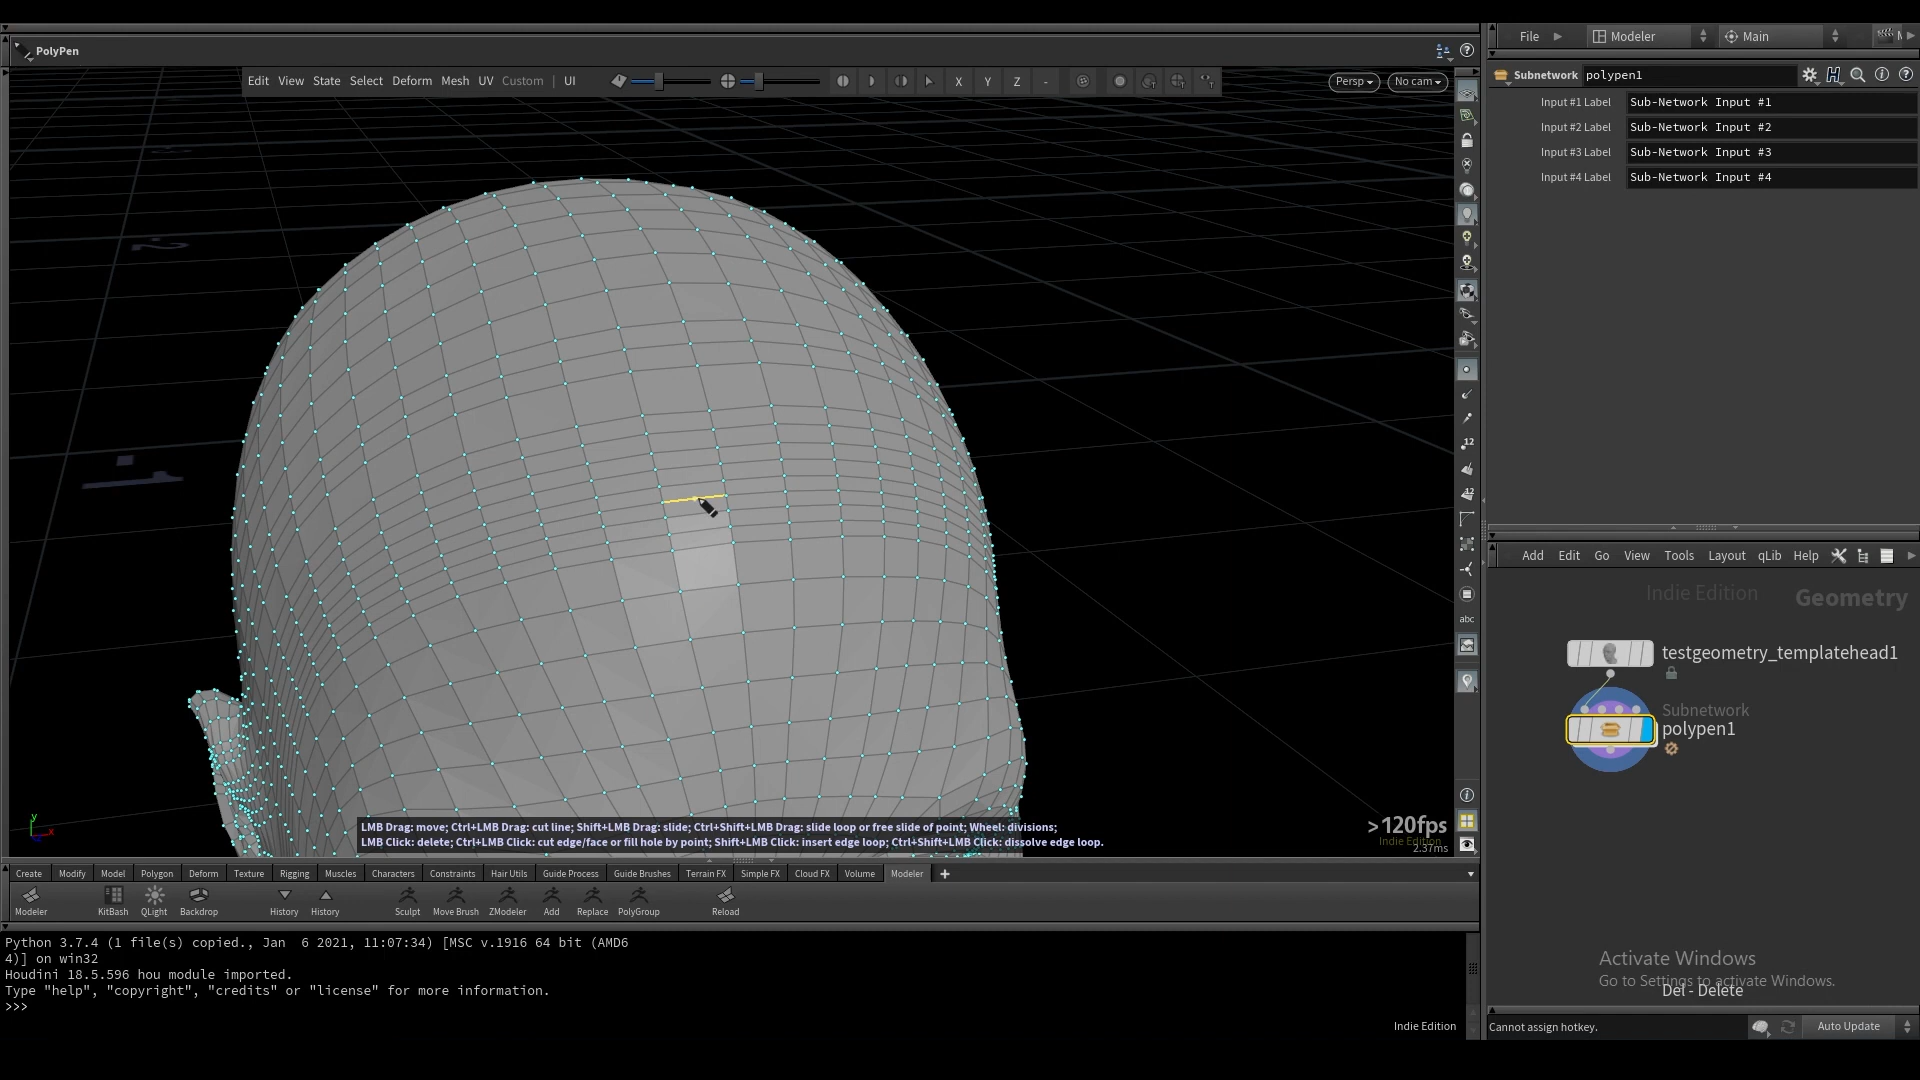 PolyPen
Edit View State Select Deform Mesh UV Custom | UI
X Y Z -
Persp
No cam
12
12
abc
y
x
LMB Drag: move; Ctrl+LMB Drag: cut line; Shift+LMB Drag: slide; Ctrl+Shift+LMB Drag: slide loop or free slide of point; Wheel: divisions;
LMB Click: delete; Ctrl+LMB Click: cut edge/face or fill hole by point; Shift+LMB Click: insert edge loop; Ctrl+Shift+LMB Click: dissolve edge loop.
>120fps
Indie Edition
2.37ms
Create Modify Model Polygon Deform Texture Rigging Muscles Characters Constraints Hair Utils Guide Process Guide Brushes Terrain FX Simple FX Cloud FX Volume Modeler
Modeler KitBash QLight Backdrop History History Sculpt Move Brush ZModeler Add Replace PolyGroup Reload
Python 3.7.4 (1 file(s) copied., Jan  6 2021, 11:07:34) [MSC v.1916 64 bit (AMD6
4)] on win32
Houdini 18.5.596 hou module imported.
Type "help", "copyright", "credits" or "license" for more information.
>>>
Indie Edition
File Modeler Main
Subnetwork polypen1
Input #1 Label Sub-Network Input #1
Input #2 Label Sub-Network Input #2
Input #3 Label Sub-Network Input #3
Input #4 Label Sub-Network Input #4
Add Edit Go View Tools Layout qLib Help
Indie Edition Geometry
testgeometry_templatehead1
Subnetwork
polypen1
Activate Windows
Go to Settings to activate Windows.
Del - Delete
Cannot assign hotkey.
Auto Update